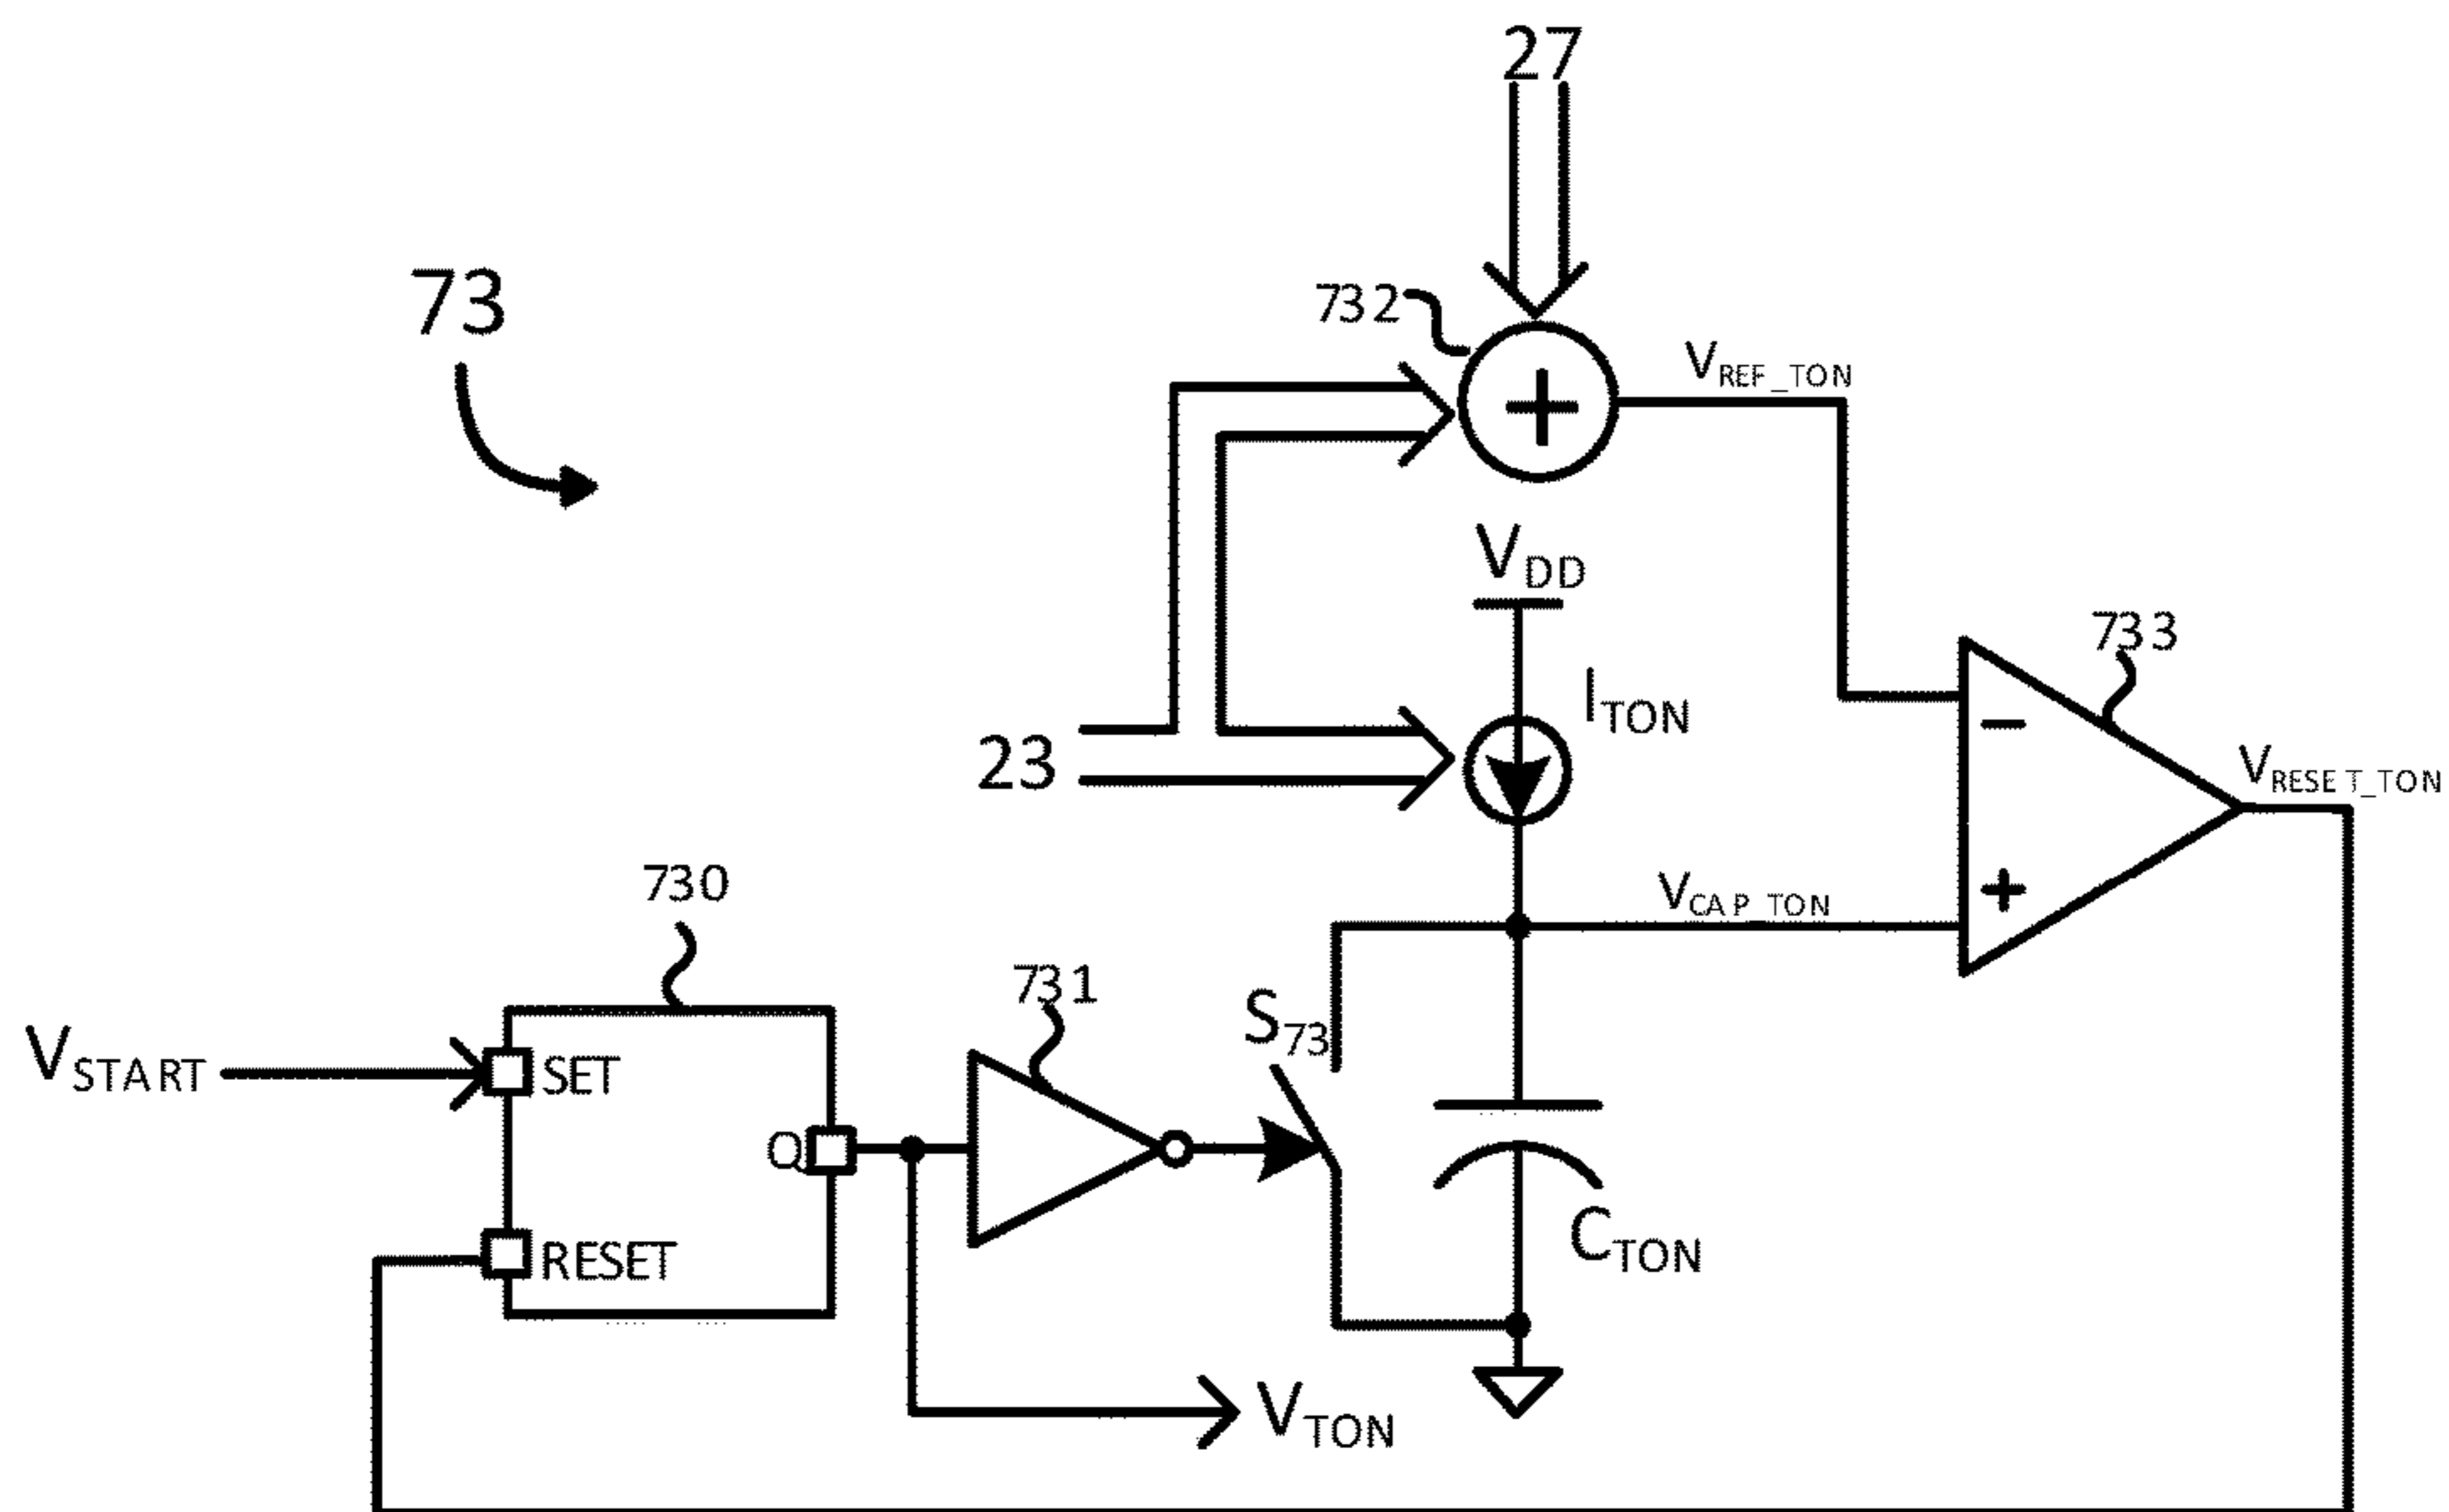 27
73
732
+
VREF_TON
VDD
733
ITON
−
23
VRESET_TON
730
VCAP_TON
+
731
S73
VSTART
SET
Q
RESET
CTON
VTON